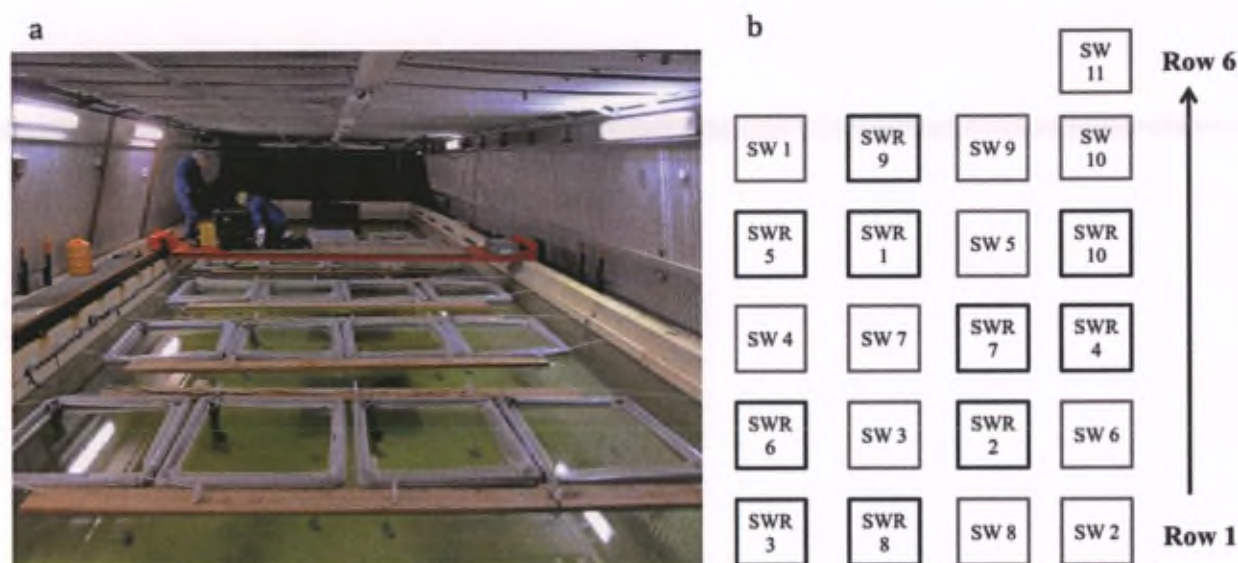 a
b
SW
11
Row 6
SW 1
SWR
9
SW 9
SW
10
SWR
5
SWR
1
SW 5
SWR
10
SW 4
SW 7
SWR
7
SWR
4
SWR
6
SW 3
SWR
2
SW 6
SWR
3
SWR
8
SW 8
SW 2
Row 1